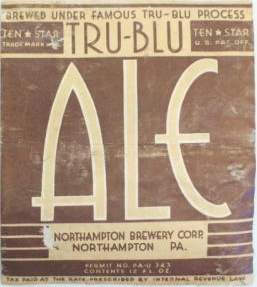 BREWED UNDER FAMOUS TRU-BLU PROCESS
TEN ★ STAR TRU-BLU TEN ★ STAR
TRADEMARK U.S. PAT. OFF.
ALE
NORTHAMPTON BREWERY CORP.
NORTHAMPTON PA.
PERMIT NO. PA-U 343
CONTENTS 12 FL. OZ.
TAX PAID AT THE RATE PRESCRIBED BY INTERNAL REVENUE LAW